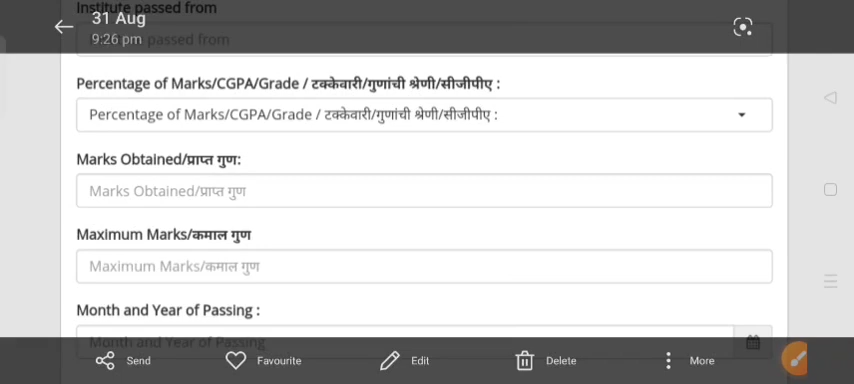 Institute passed from
31 Aug
9:26 pm
passed from
Percentage of Marks/CGPA/Grade / टक्केवारी/गुणांची श्रेणी/सीजीपीए :
Percentage of Marks/CGPA/Grade / टक्केवारी/गुणांची श्रेणी/सीजीपीए :
Marks Obtained/प्राप्त गुण:
Marks Obtained/प्राप्त गुण
Maximum Marks/कमाल गुण
Maximum Marks/कमाल गुण
Month and Year of Passing :
Month and Year of Passing
Send Favourite Edit Delete More